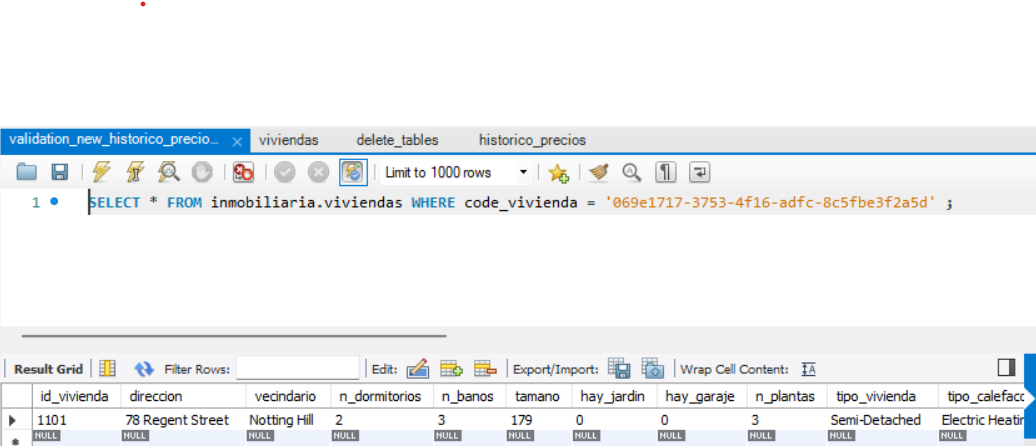 validation_new_historico_precio... viviendas delete_tables historico_precios
Limit to 1000 rows
1 SELECT * FROM inmobiliaria.viviendas WHERE code_vivienda = '069e1717-3753-4f16-adfc-8c5fbe3f2a5d' ;
Result Grid Filter Rows: Edit: Export/Import: Wrap Cell Content:
id_vivienda direccion vecindario n_dormitorios n_banos tamano hay_jardin hay_garaje n_plantas tipo_vivienda tipo_calefacc
1101 78 Regent Street Notting Hill 2 3 179 0 0 3 Semi-Detached Electric Heatin
NULL NULL NULL NULL NULL NULL NULL NULL NULL NULL NULL